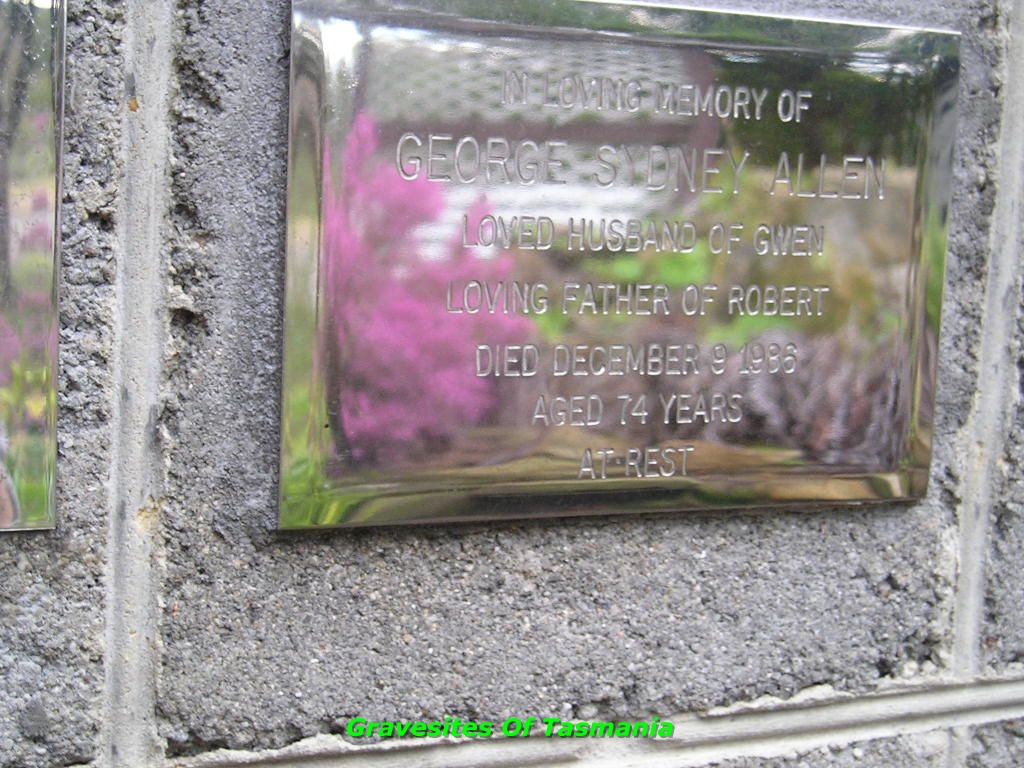 IN LOVING MEMORY OF
GEORGE SYDNEY ALLEN
LOVED HUSBAND OF GWEN
LOVING FATHER OF ROBERT
DIED DECEMBER 9 1986
AGED 74 YEARS
AT REST
Gravesites Of Tasmania